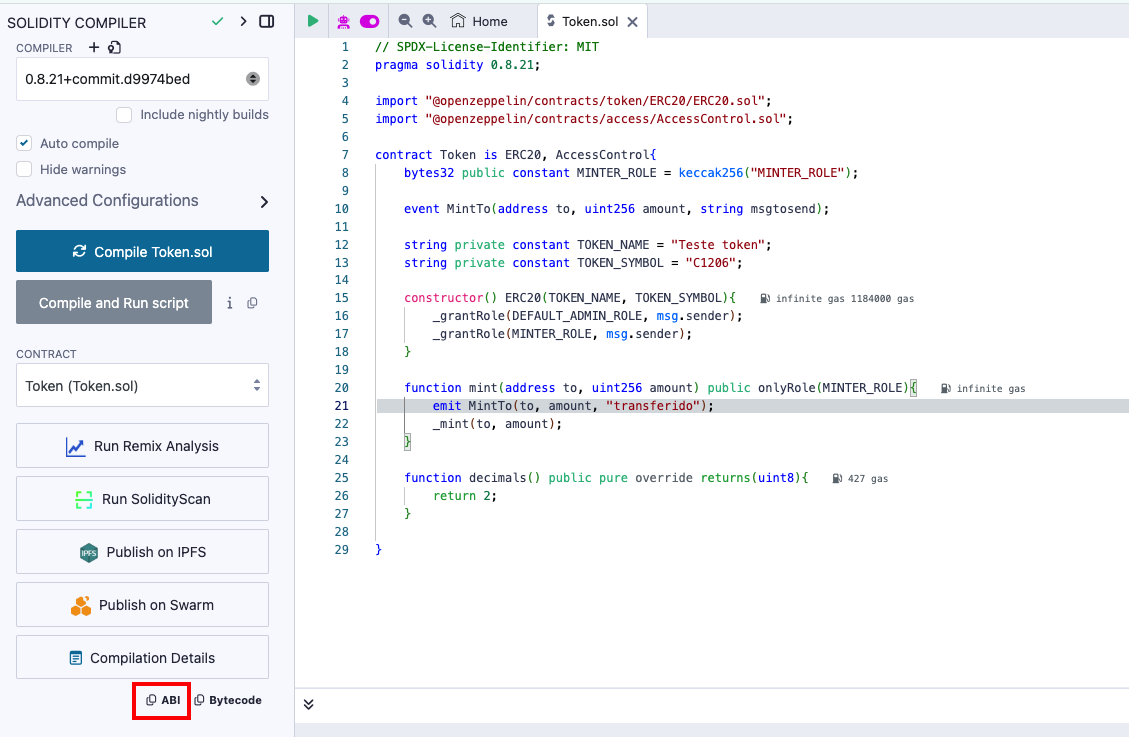 SOLIDITY COMPILER
COMPILER
0.8.21+commit.d9974bed
Include nightly builds
Auto compile
Hide warnings
Advanced Configurations
Compile Token.sol
Compile and Run script
i
CONTRACT
Token (Token.sol)
Run Remix Analysis
Run SolidityScan
IPFS Publish on IPFS
Publish on Swarm
Compilation Details
ABI Bytecode
Home Token.sol
1 // SPDX-License-Identifier: MIT
2 pragma solidity 0.8.21;
3
4 import "@openzeppelin/contracts/token/ERC20/ERC20.sol";
5 import "@openzeppelin/contracts/access/AccessControl.sol";
6
7 contract Token is ERC20, AccessControl{
8 bytes32 public constant MINTER_ROLE = keccak256("MINTER_ROLE");
9
10 event MintTo(address to, uint256 amount, string msgtosend);
11
12 string private constant TOKEN_NAME = "Teste token";
13 string private constant TOKEN_SYMBOL = "C1206";
14
15 constructor() ERC20(TOKEN_NAME, TOKEN_SYMBOL){ infinite gas 1184000 gas
16 _grantRole(DEFAULT_ADMIN_ROLE, msg.sender);
17 _grantRole(MINTER_ROLE, msg.sender);
18 }
19
20 function mint(address to, uint256 amount) public onlyRole(MINTER_ROLE){ infinite gas
21 emit MintTo(to, amount, "transferido");
22 _mint(to, amount);
23 }
24
25 function decimals() public pure override returns(uint8){ 427 gas
26 return 2;
27 }
28
29 }